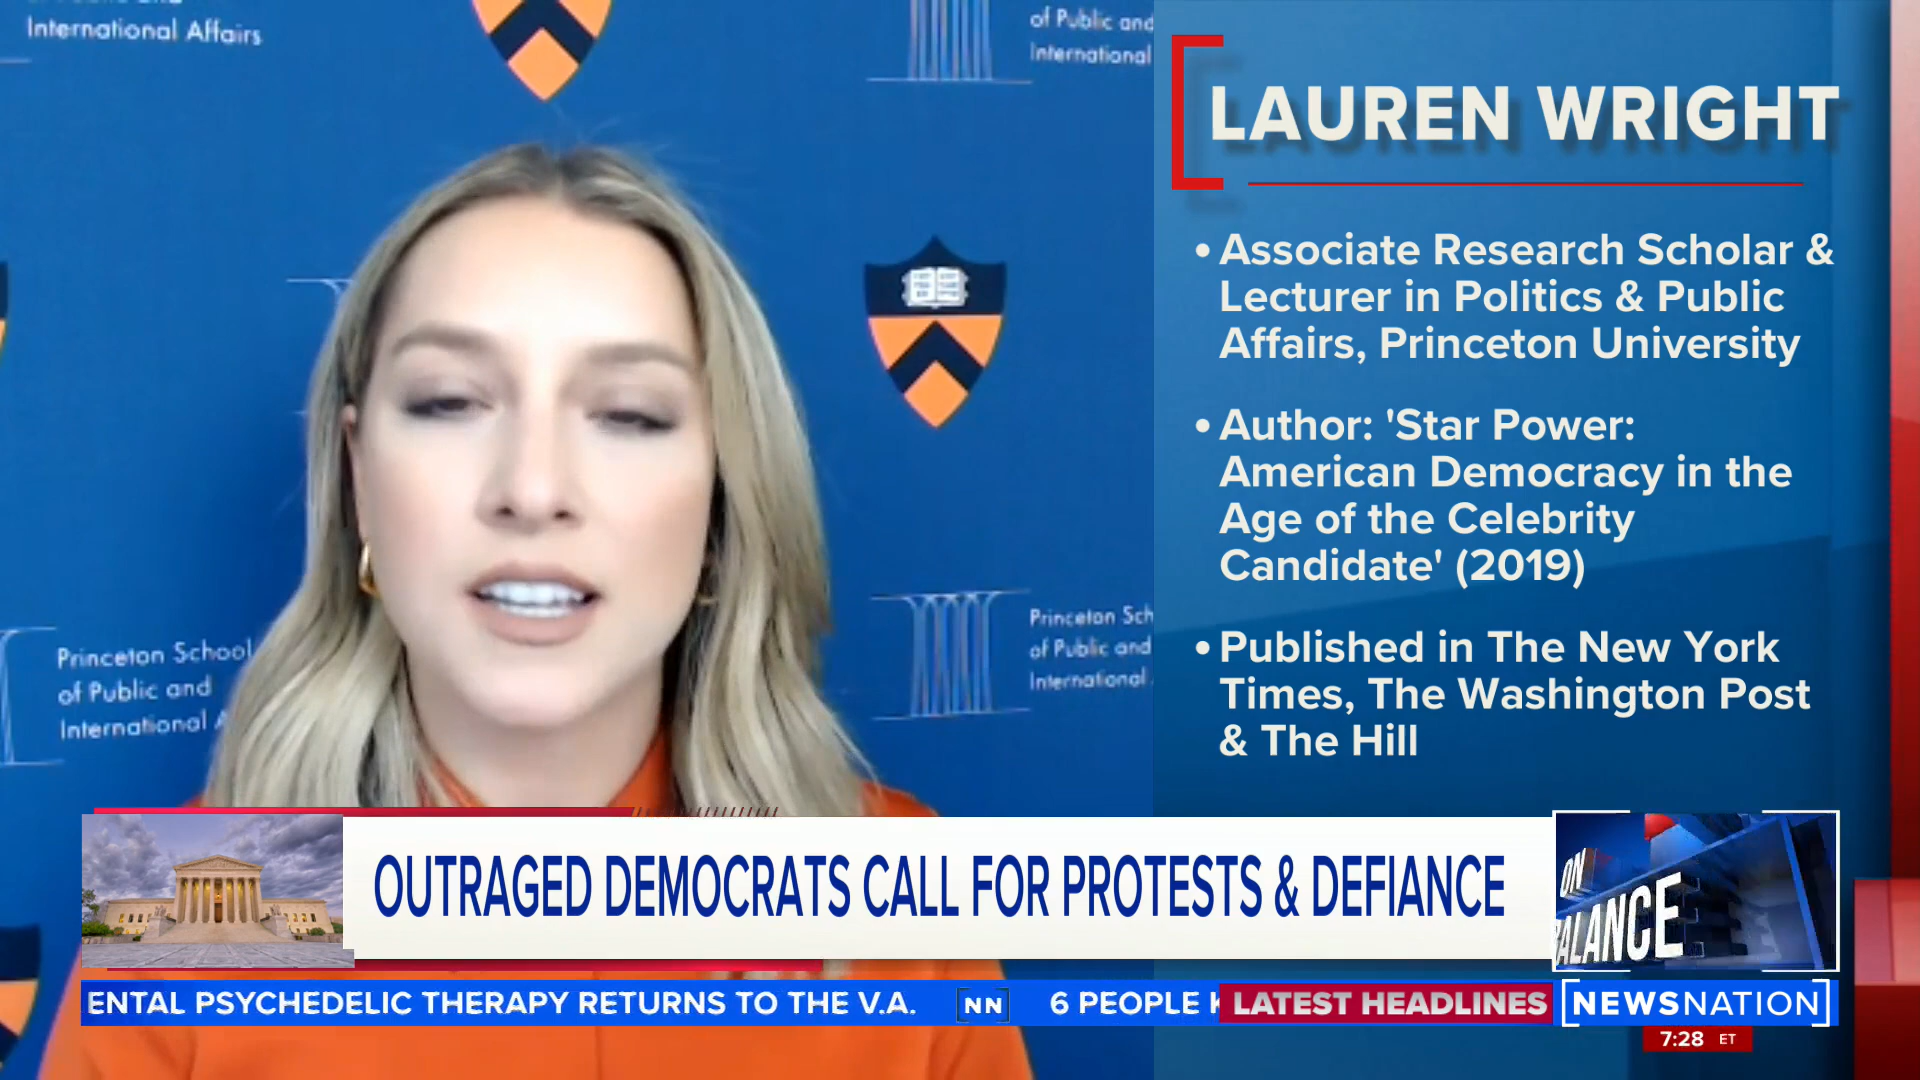 International Affairs
of Public and
International
LAUREN WRIGHT
• Associate Research Scholar &
Lecturer in Politics & Public
Affairs, Princeton University
• Author: 'Star Power:
American Democracy in the
Age of the Celebrity
Candidate' (2019)
• Published in The New York
Times, The Washington Post
& The Hill
Princeton School
of Public and
International A
Princeton Sch
of Public and
International
OUTRAGED DEMOCRATS CALL FOR PROTESTS & DEFIANCE
ON
BALANCE
ENTAL PSYCHEDELIC THERAPY RETURNS TO THE V.A. NN 6 PEOPLE K
LATEST HEADLINES
NEWSNATION
7:28 ET